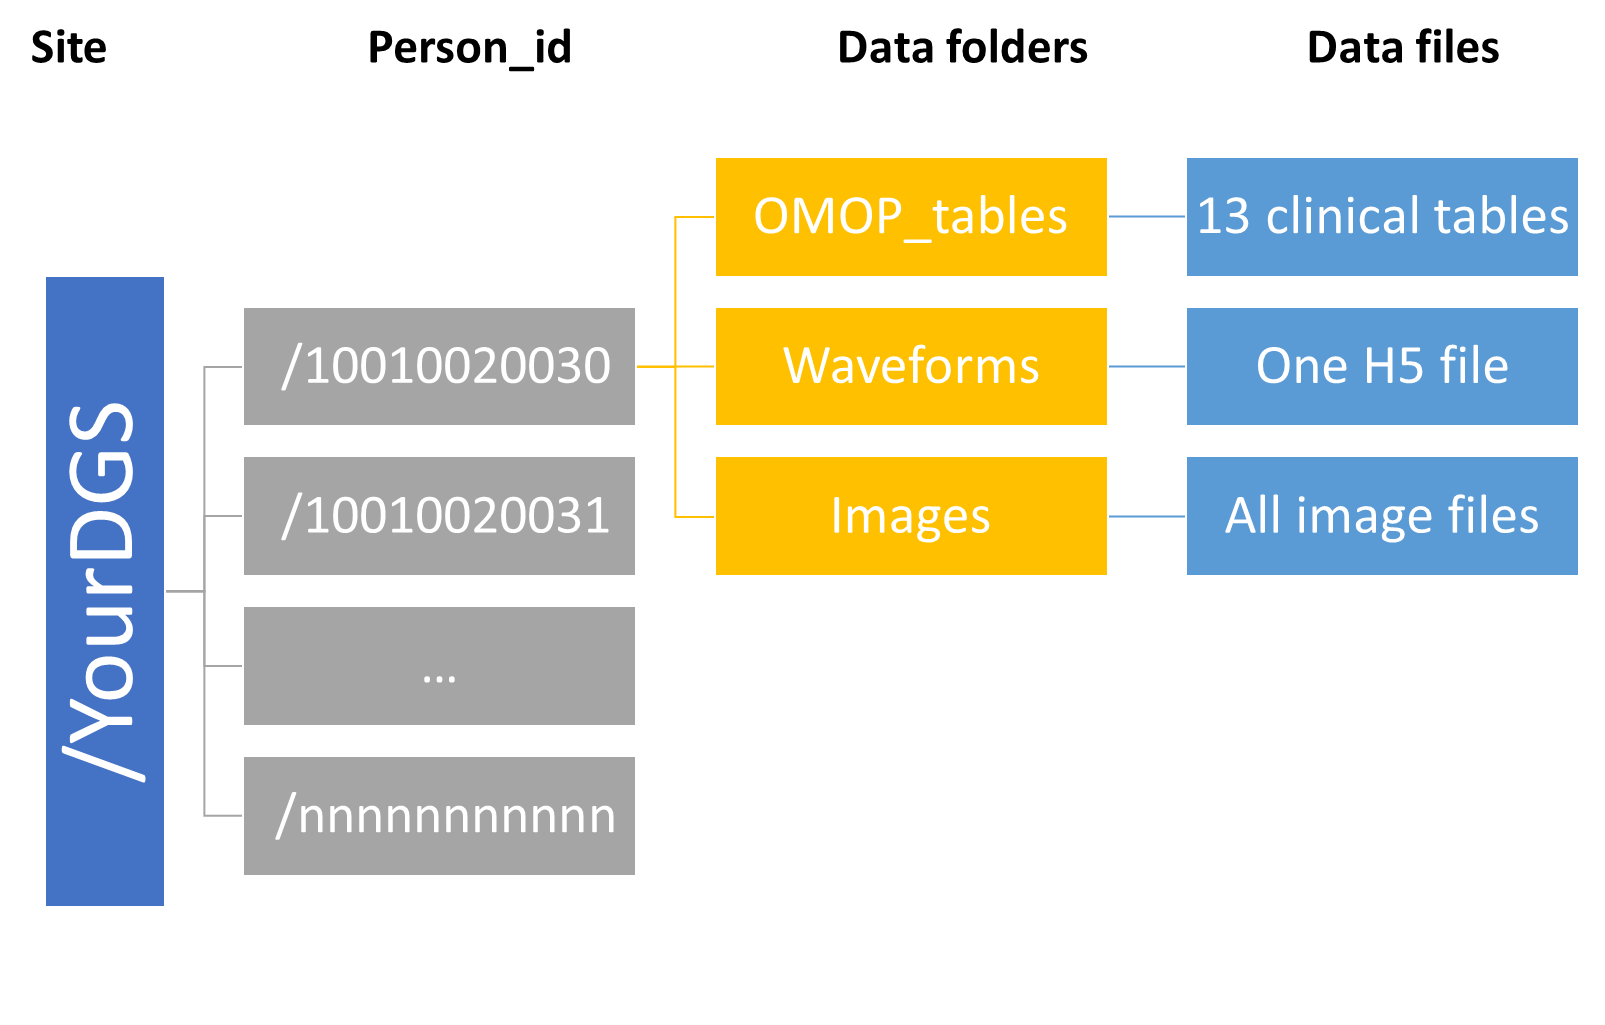 Site
Person_id
Data folders
Data files
/YourDGS
/10010020030
/10010020031
...
/nnnnnnnnnnn
OMOP_tables
Waveforms
Images
13 clinical tables
One H5 file
All image files